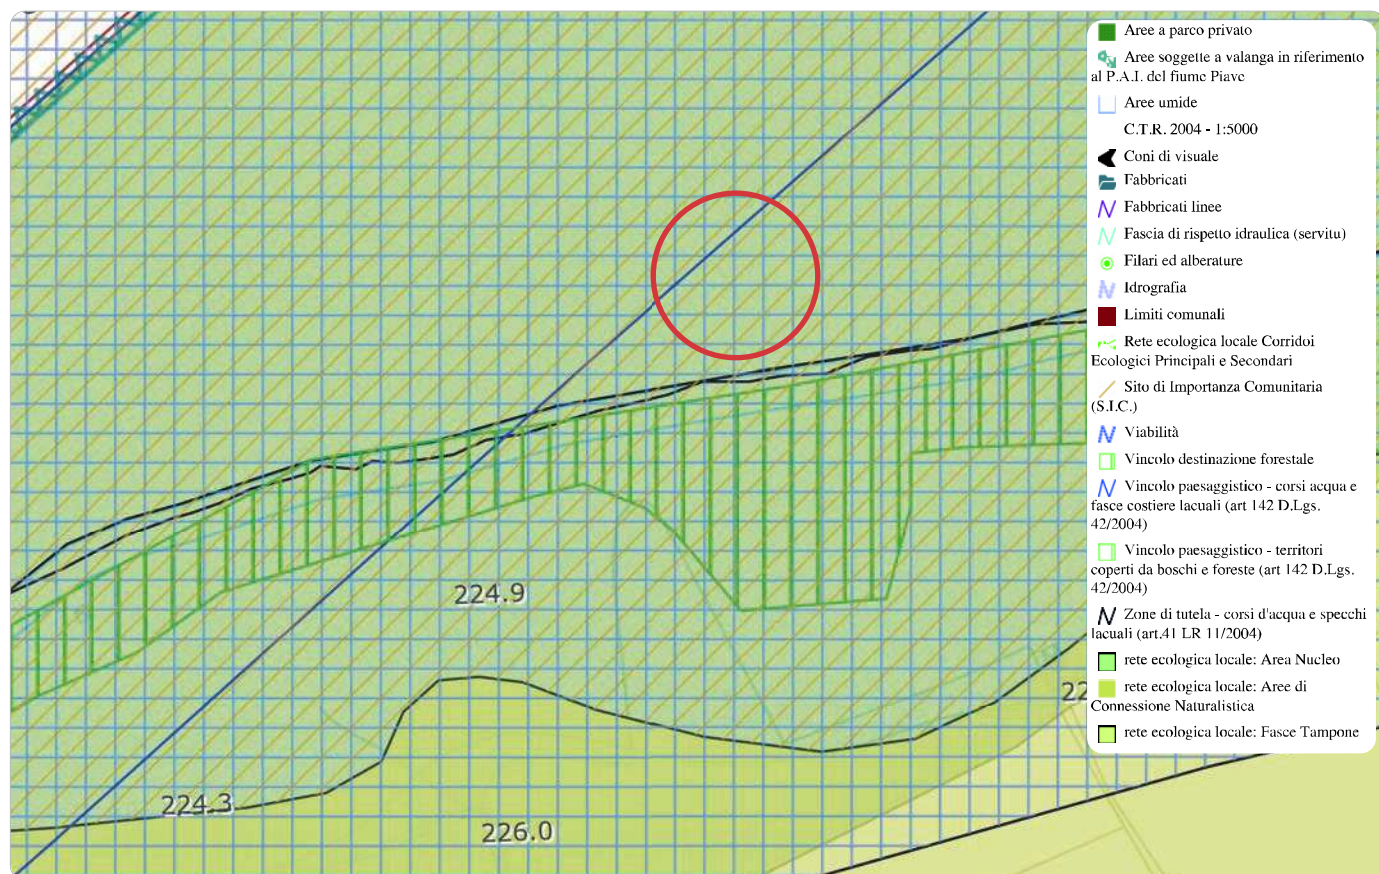 Aree a parco privato
Aree soggette a valanga in riferimento
al P.A.I. del fiume Piave
Aree umide
C.T.R. 2004 - 1:5000
Coni di visuale
Fabbricati
Fabbricati linee
Fascia di rispetto idraulica (servitu)
Filari ed alberature
Idrografia
Limiti comunali
Rete ecologica locale Corridoi
Ecologici Principali e Secondari
Sito di Importanza Comunitaria
(S.I.C.)
Viabilità
Vincolo destinazione forestale
Vincolo paesaggistico - corsi acqua e
fasce costiere lacuali (art 142 D.Lgs.
42/2004)
Vincolo paesaggistico - territori
coperti da boschi e foreste (art 142 D.Lgs.
42/2004)
Zone di tutela - corsi d'acqua e specchi
lacuali (art.41 LR 11/2004)
rete ecologica locale: Area Nucleo
rete ecologica locale: Aree di
Connessione Naturalistica
rete ecologica locale: Fasce Tampone
224.9
22
224.3
226.0